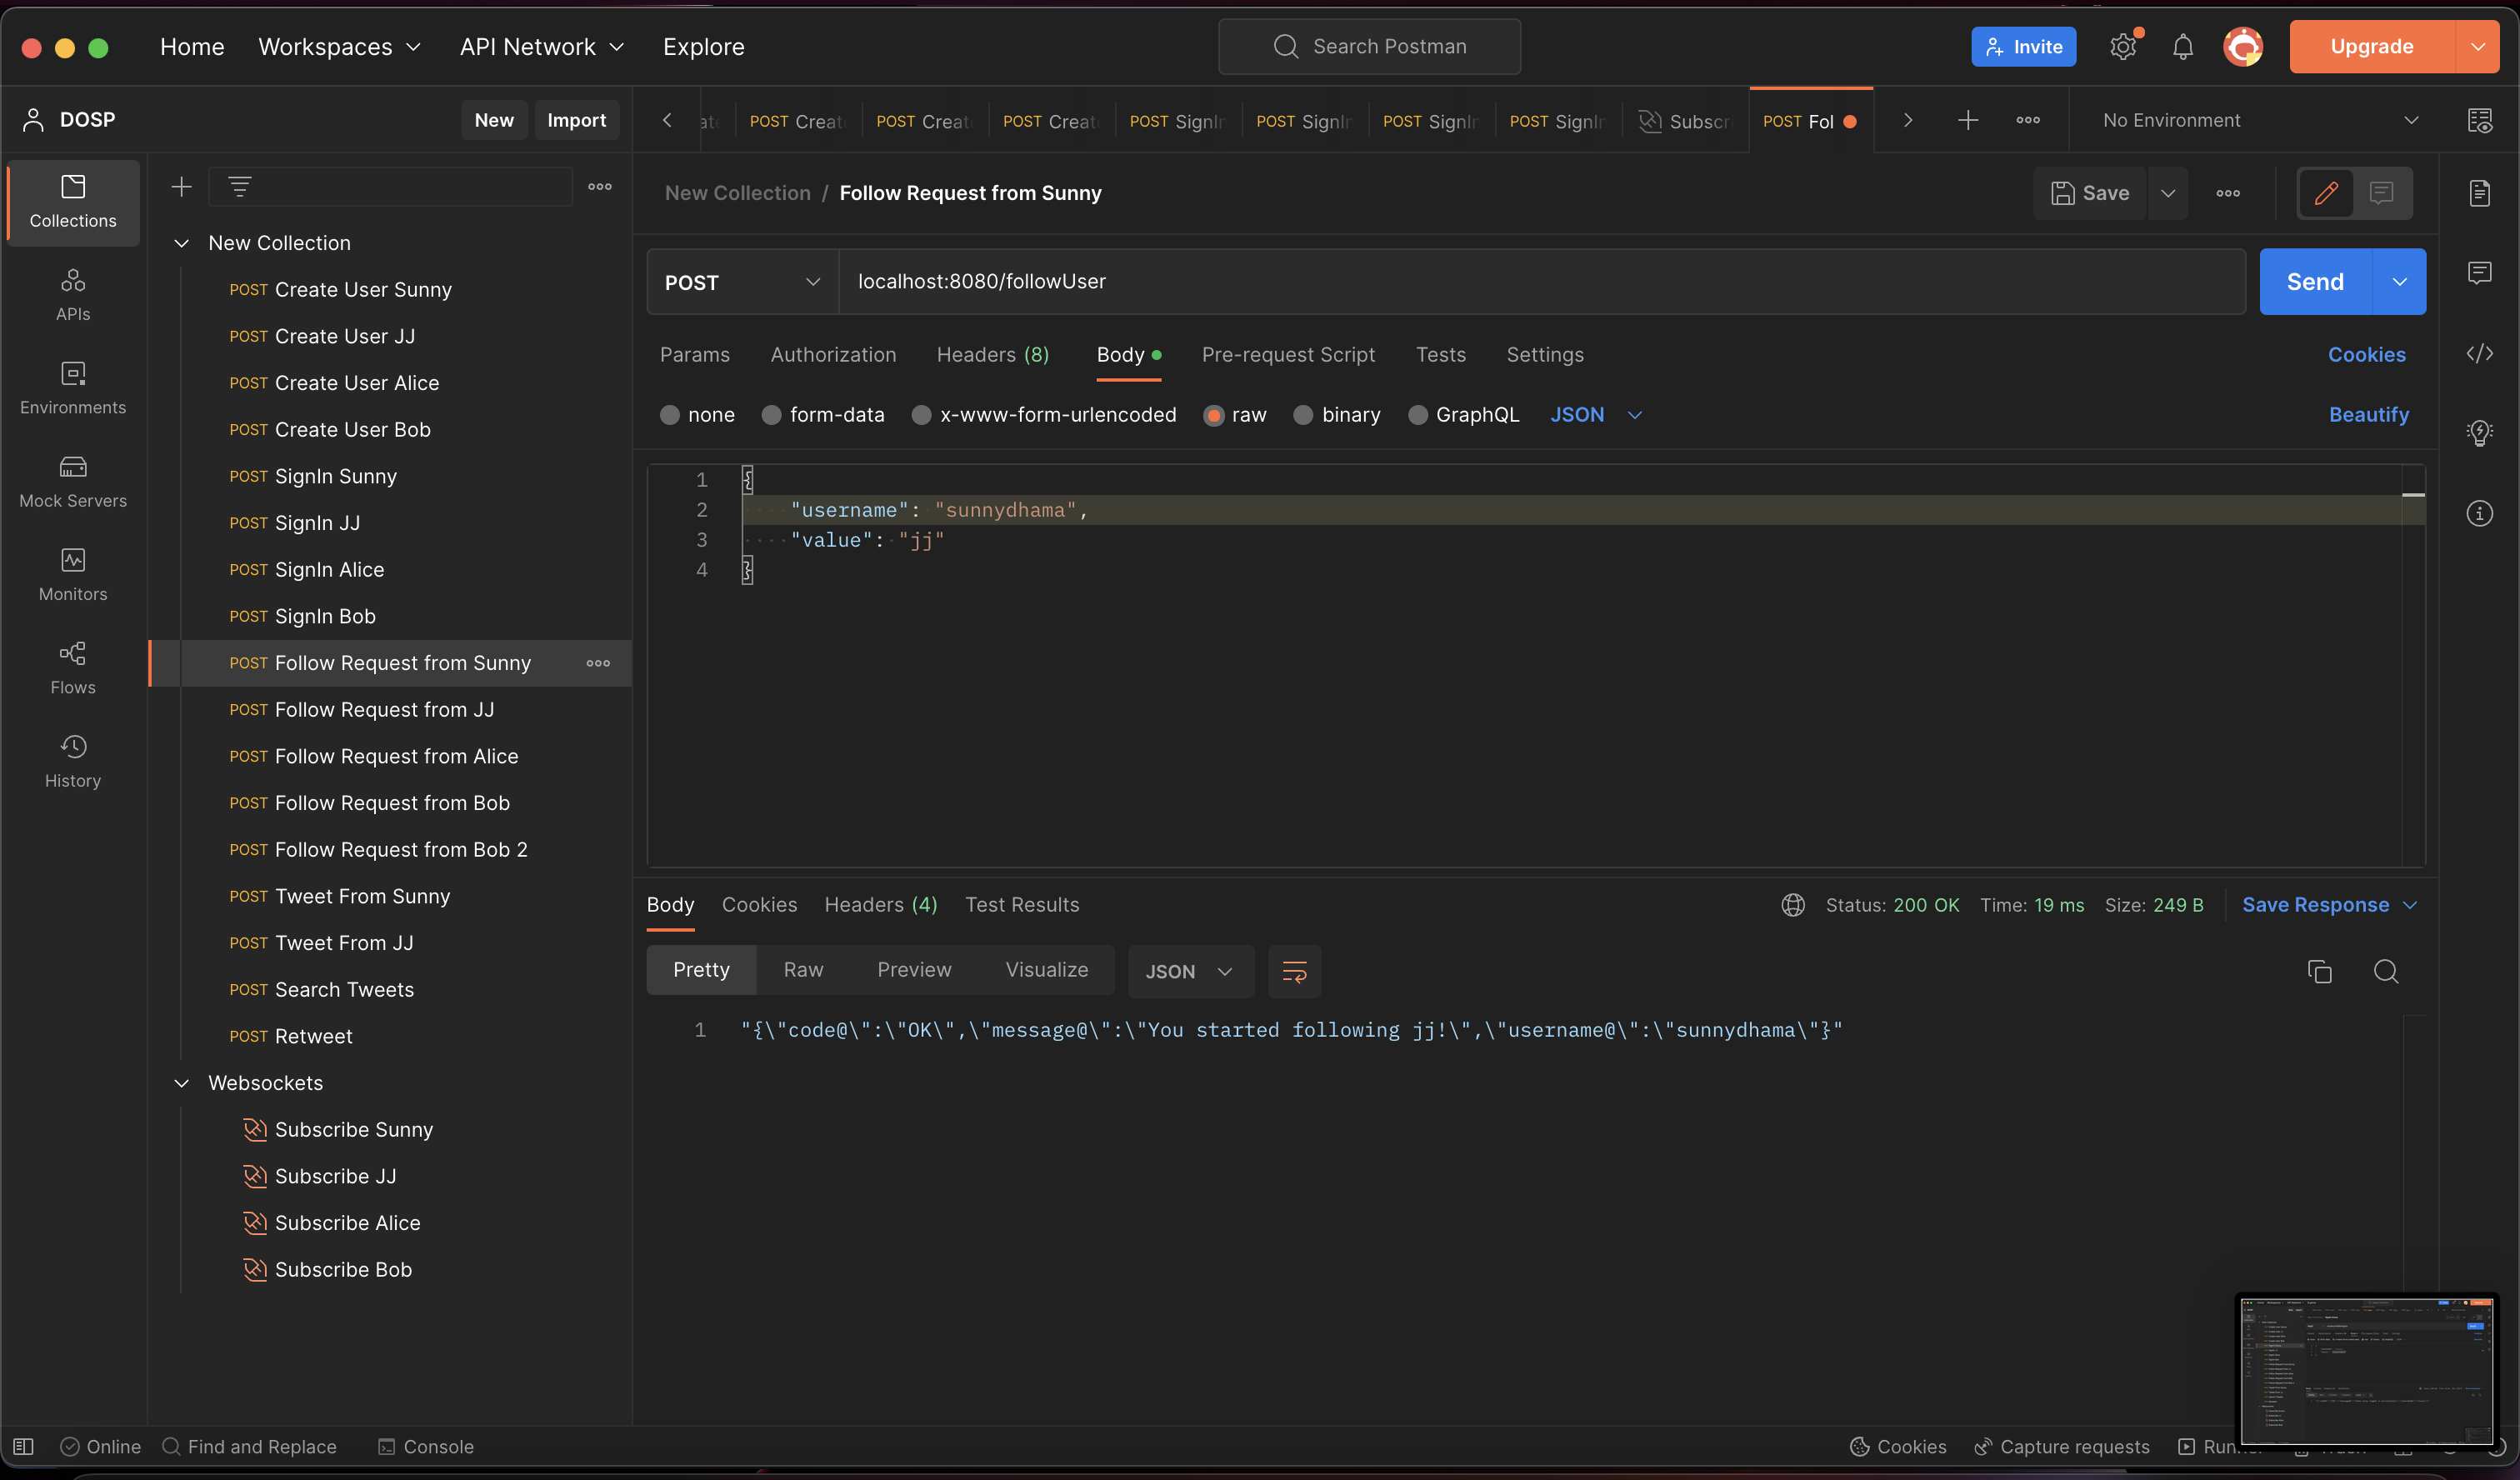 Home Workspaces API Network Explore Search Postman Invite Upgrade
DOSP New Import POST Creat POST Creat POST Creat POST SignIn POST SignIn POST SignIn POST SignIn Subscri POST Fol No Environment
Collections
APIs
Environments
Mock Servers
Monitors
Flows
History
New Collection
POST Create User Sunny
POST Create User JJ
POST Create User Alice
POST Create User Bob
POST SignIn Sunny
POST SignIn JJ
POST SignIn Alice
POST SignIn Bob
POST Follow Request from Sunny
POST Follow Request from JJ
POST Follow Request from Alice
POST Follow Request from Bob
POST Follow Request from Bob 2
POST Tweet From Sunny
POST Tweet From JJ
POST Search Tweets
POST Retweet
Websockets
Subscribe Sunny
Subscribe JJ
Subscribe Alice
Subscribe Bob
New Collection / Follow Request from Sunny Save
POST localhost:8080/followUser Send
Params Authorization Headers (8) Body Pre-request Script Tests Settings Cookies
none form-data x-www-form-urlencoded raw binary GraphQL JSON Beautify
1 {
2 "username": "sunnydhama",
3 "value": "jj"
4 }
Body Cookies Headers (4) Test Results Status: 200 OK Time: 19 ms Size: 249 B Save Response
Pretty Raw Preview Visualize JSON
1 "{\"code@\":\"OK\",\"message@\":\"You started following jj!\",\"username@\":\"sunnydhama\"}"
Online Find and Replace Console Cookies Capture requests